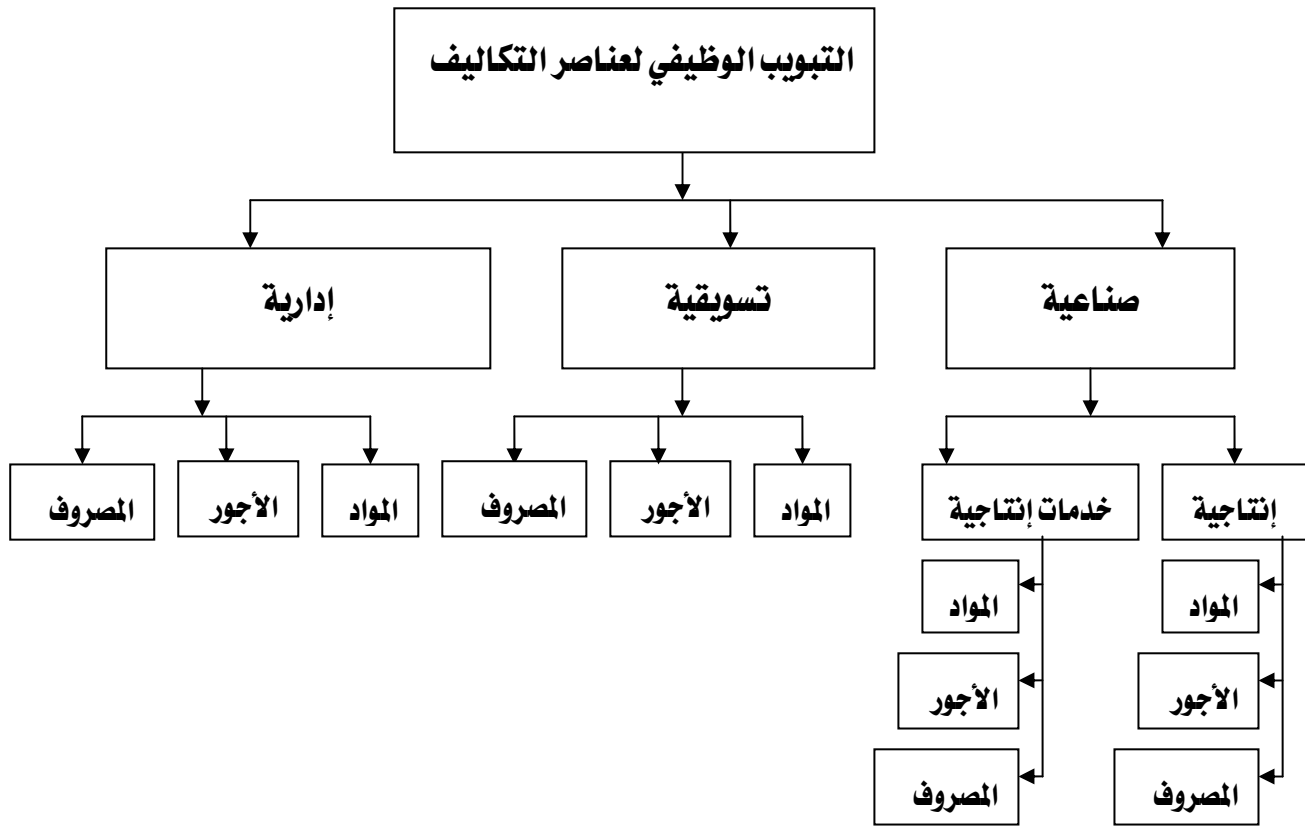 التبويب الوظيفي لعناصر التكاليف
صناعية
تسويقية
إدارية
إنتاجية
خدمات إنتاجية
المواد
الأجور
المصروف
المواد
الأجور
المصروف
المواد
الأجور
المصروف
المواد
الأجور
المصروف